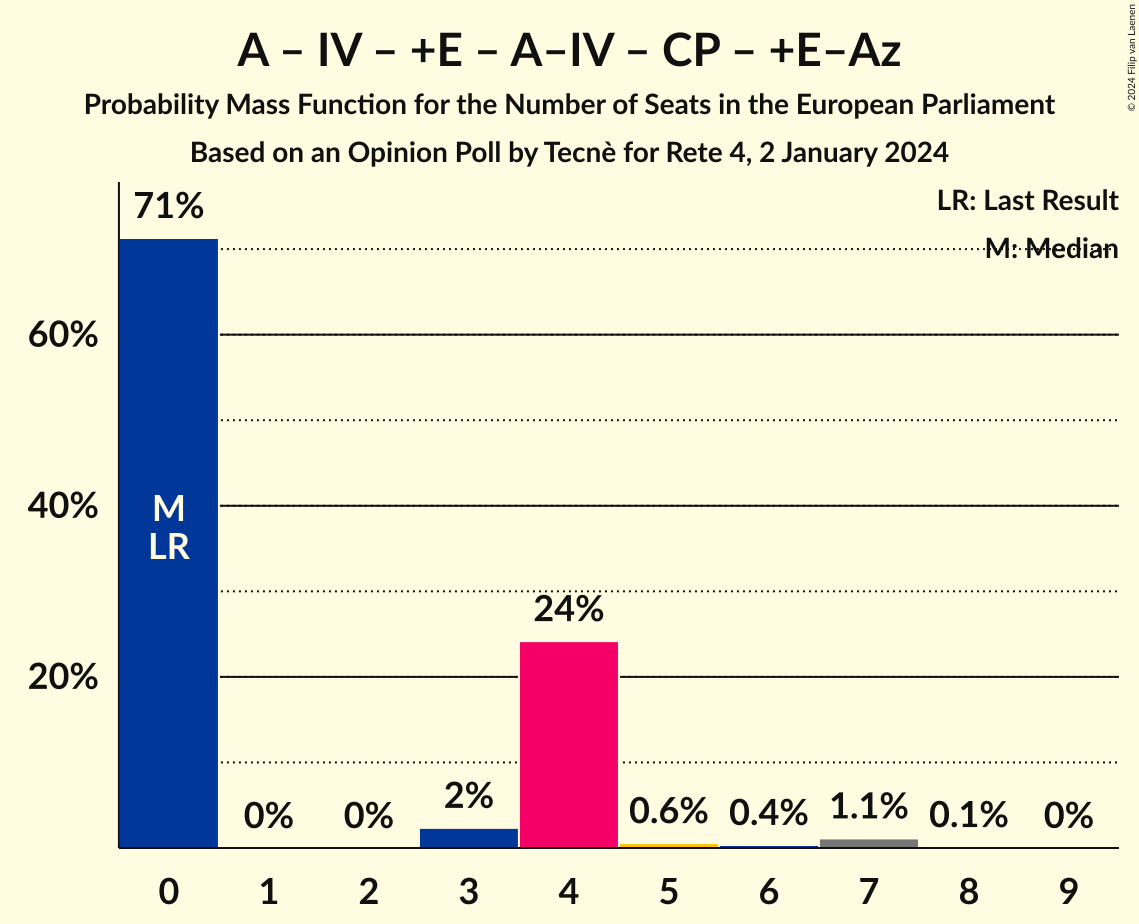 A – IV – +E – A–IV – CP – +E–Az
Probability Mass Function for the Number of Seats in the European Parliament
Based on an Opinion Poll by Tecnè for Rete 4, 2 January 2024
© 2024 Filip van Laenen
LR: Last Result
M: Median
71%
60%
40%
20%
M
LR
0%
0%
2%
24%
0.6%
0.4%
1.1%
0.1%
0%
0 1 2 3 4 5 6 7 8 9